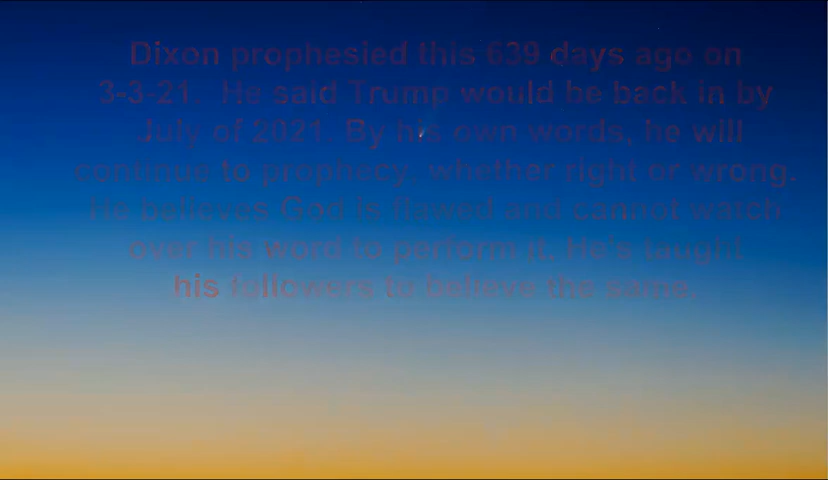 Dixon prophesied this 639 days ago on
3-3-21. He said Trump would be back in by
July of 2021. By his own words, he will
continue to prophecy, whether right or wrong.
He believes God is flawed and cannot watch
over his word to perform it. He's taught
his followers to believe the same.